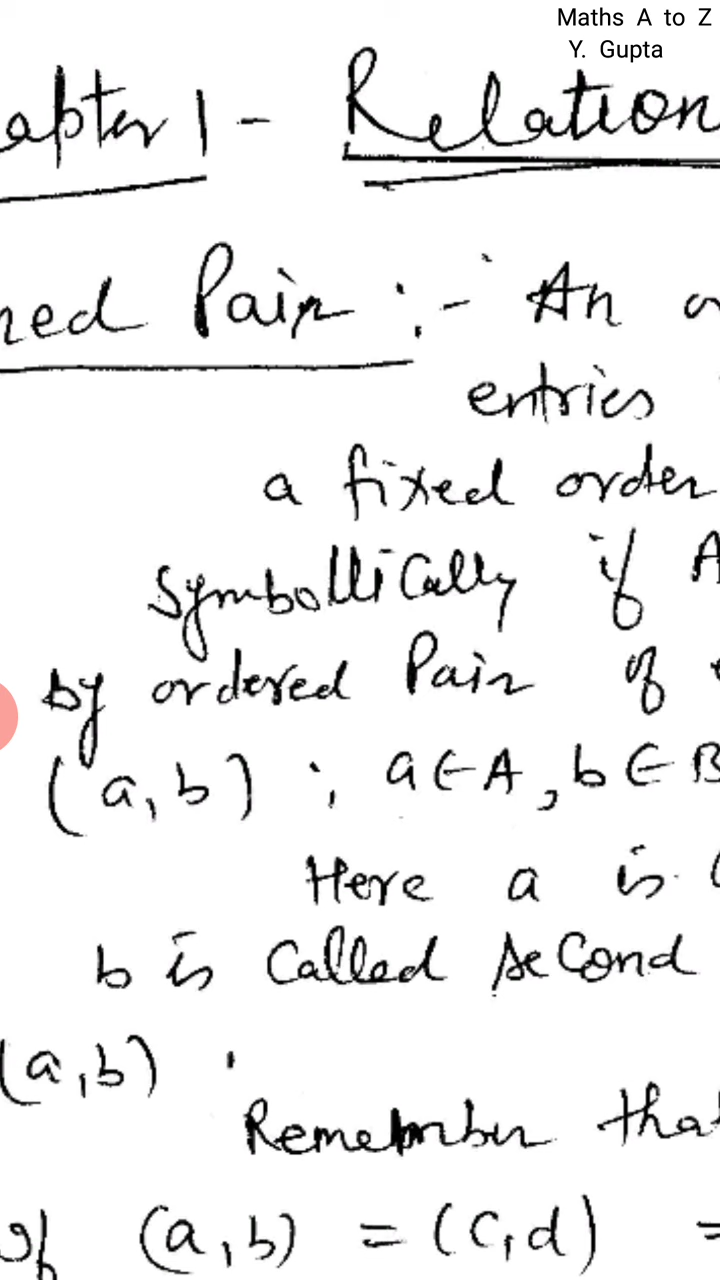 Maths A to Z
Y. Gupta
apter 1 - Relation
ned Pair :- An
entries
a fixed order
Symbollically if A
by ordered Pair of
(a, b) ; a ∈ A, b ∈ B
Here a is
b is Called second
(a, b) .
Remember that
If (a, b) = (c, d) =